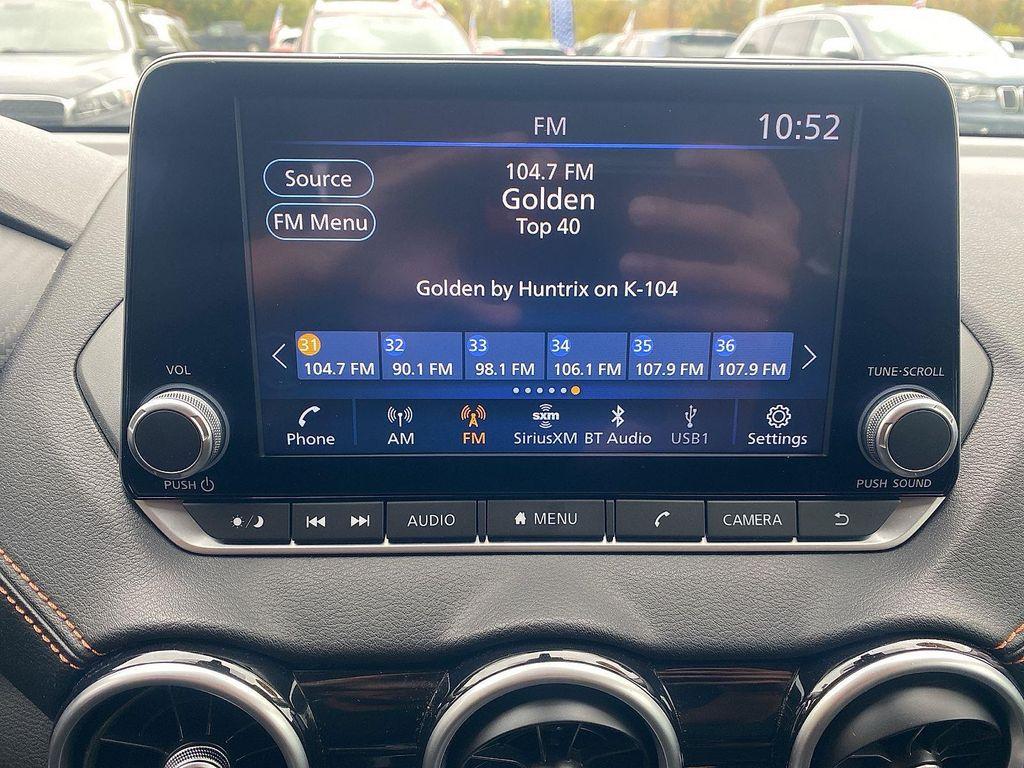 FM 10:52
Source
FM Menu
104.7 FM
Golden
Top 40
Golden by Huntrix on K-104
31 32 33 34 35 36
104.7 FM 90.1 FM 98.1 FM 106.1 FM 107.9 FM 107.9 FM
sxm
Phone AM FM SiriusXM BT Audio USB1 Settings
VOL
PUSH
TUNE·SCROLL
PUSH SOUND
AUDIO MENU CAMERA